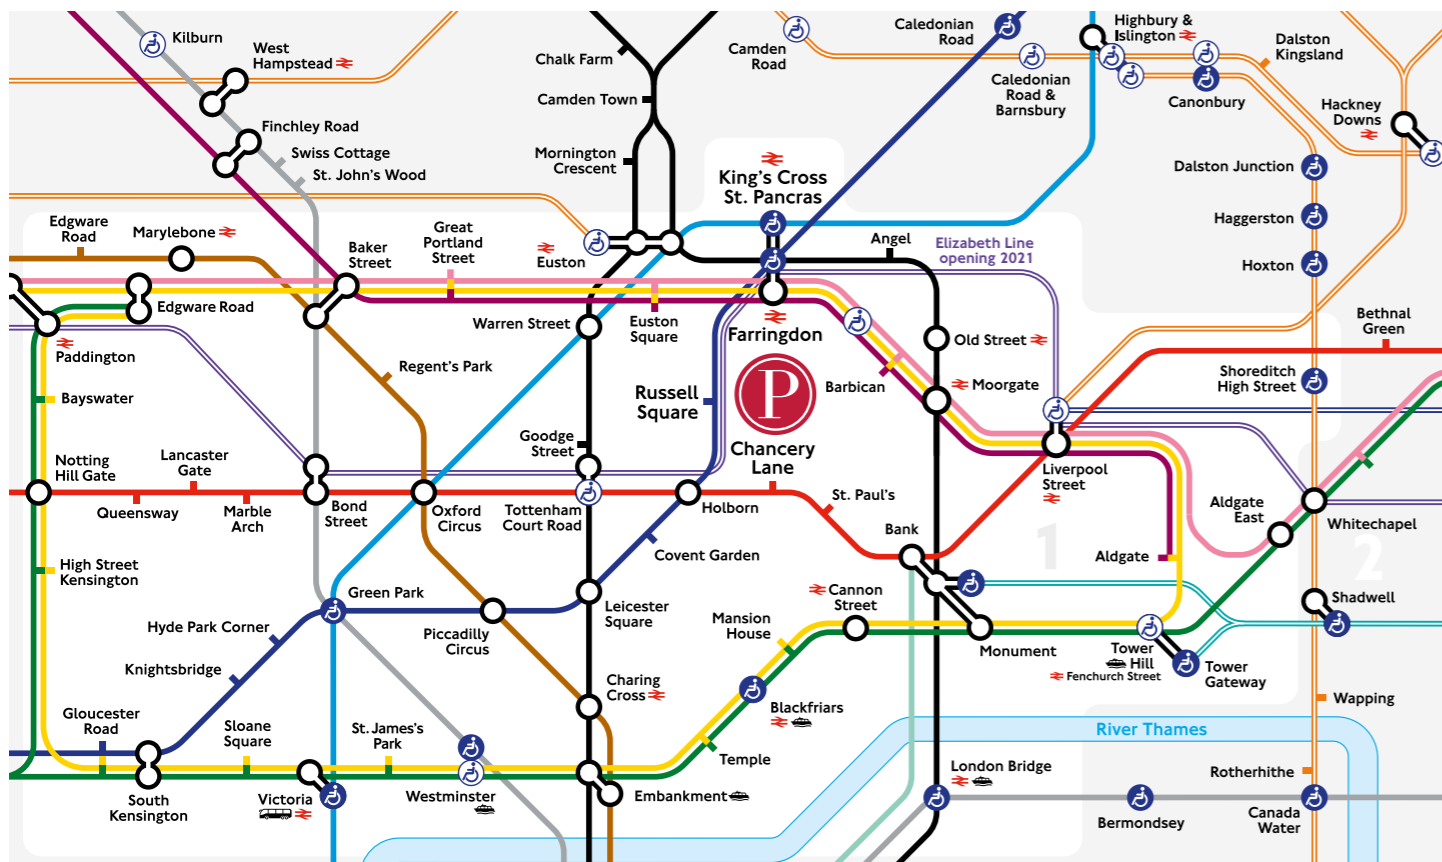 Kilburn
West
Hampstead
Finchley Road
Swiss Cottage
St. John's Wood
Chalk Farm
Camden Town
Mornington
Crescent
Camden
Road
Caledonian
Road
Caledonian
Road &
Barnsbury
Highbury &
Islington
Canonbury
Dalston
Kingsland
Hackney
Downs
Dalston Junction
Haggerston
Hoxton
King's Cross
St. Pancras
Edgware
Road
Marylebone
Baker
Street
Great
Portland
Street
Euston
Angel
Elizabeth Line
opening 2021
Edgware Road
Paddington
Warren Street
Euston
Square
Farringdon
Old Street
Bethnal
Green
Regent's Park
Russell
Square
P
Barbican
Moorgate
Shoreditch
High Street
Bayswater
Goodge
Street
Chancery
Lane
Liverpool
Street
Notting
Hill Gate
Lancaster
Gate
Queensway
Marble
Arch
Bond
Street
Oxford
Circus
Tottenham
Court Road
Holborn
St. Paul's
Bank
Aldgate
East
Whitechapel
1
2
Aldgate
High Street
Kensington
Covent Garden
Green Park
Leicester
Square
Cannon
Street
Mansion
House
Monument
Shadwell
Hyde Park Corner
Piccadilly
Circus
Tower
Hill
Fenchurch Street
Tower
Gateway
Knightsbridge
Charing
Cross
Blackfriars
Wapping
Gloucester
Road
Sloane
Square
St. James's
Park
Temple
River Thames
London Bridge
Rotherhithe
South
Kensington
Victoria
Westminster
Embankment
Bermondsey
Canada
Water